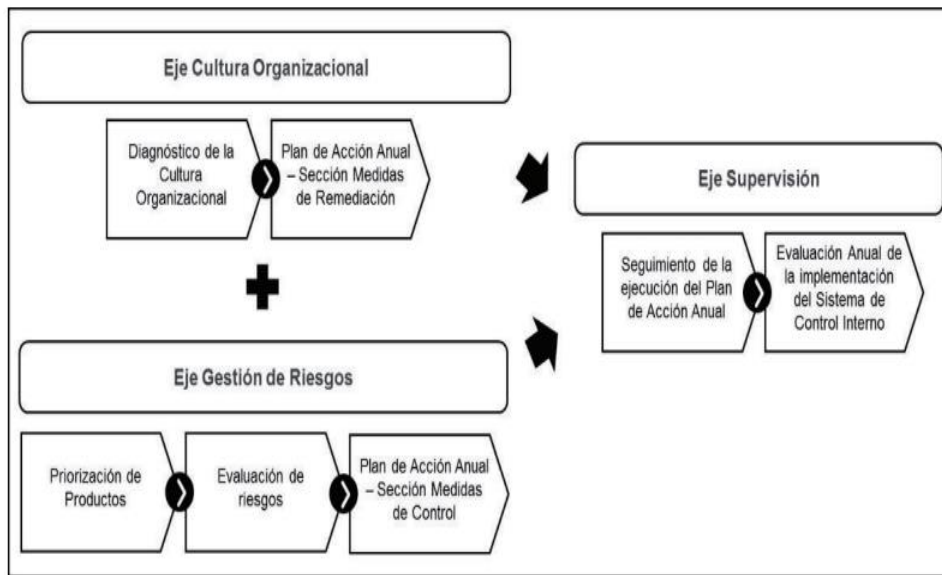 Eje Cultura Organizacional
Diagnóstico de la
Cultura
Organizacional
Plan de Acción Anual
– Sección Medidas
de Remediación
Eje Gestión de Riesgos
Priorización de
Productos
Evaluación de
riesgos
Plan de Acción Anual
– Sección Medidas
de Control
Eje Supervisión
Seguimiento de la
ejecución del Plan
de Acción Anual
Evaluación Anual de
la implementación
del Sistema de
Control Interno